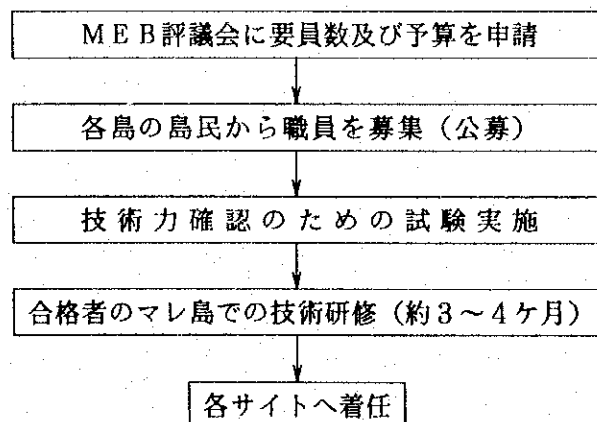 MEB評議会に要員数及び予算を申請
各島の島民から職員を募集（公募）
技術力確認のための試験実施
合格者のマレ島での技術研修（約3～4ケ月）
各サイトへ着任